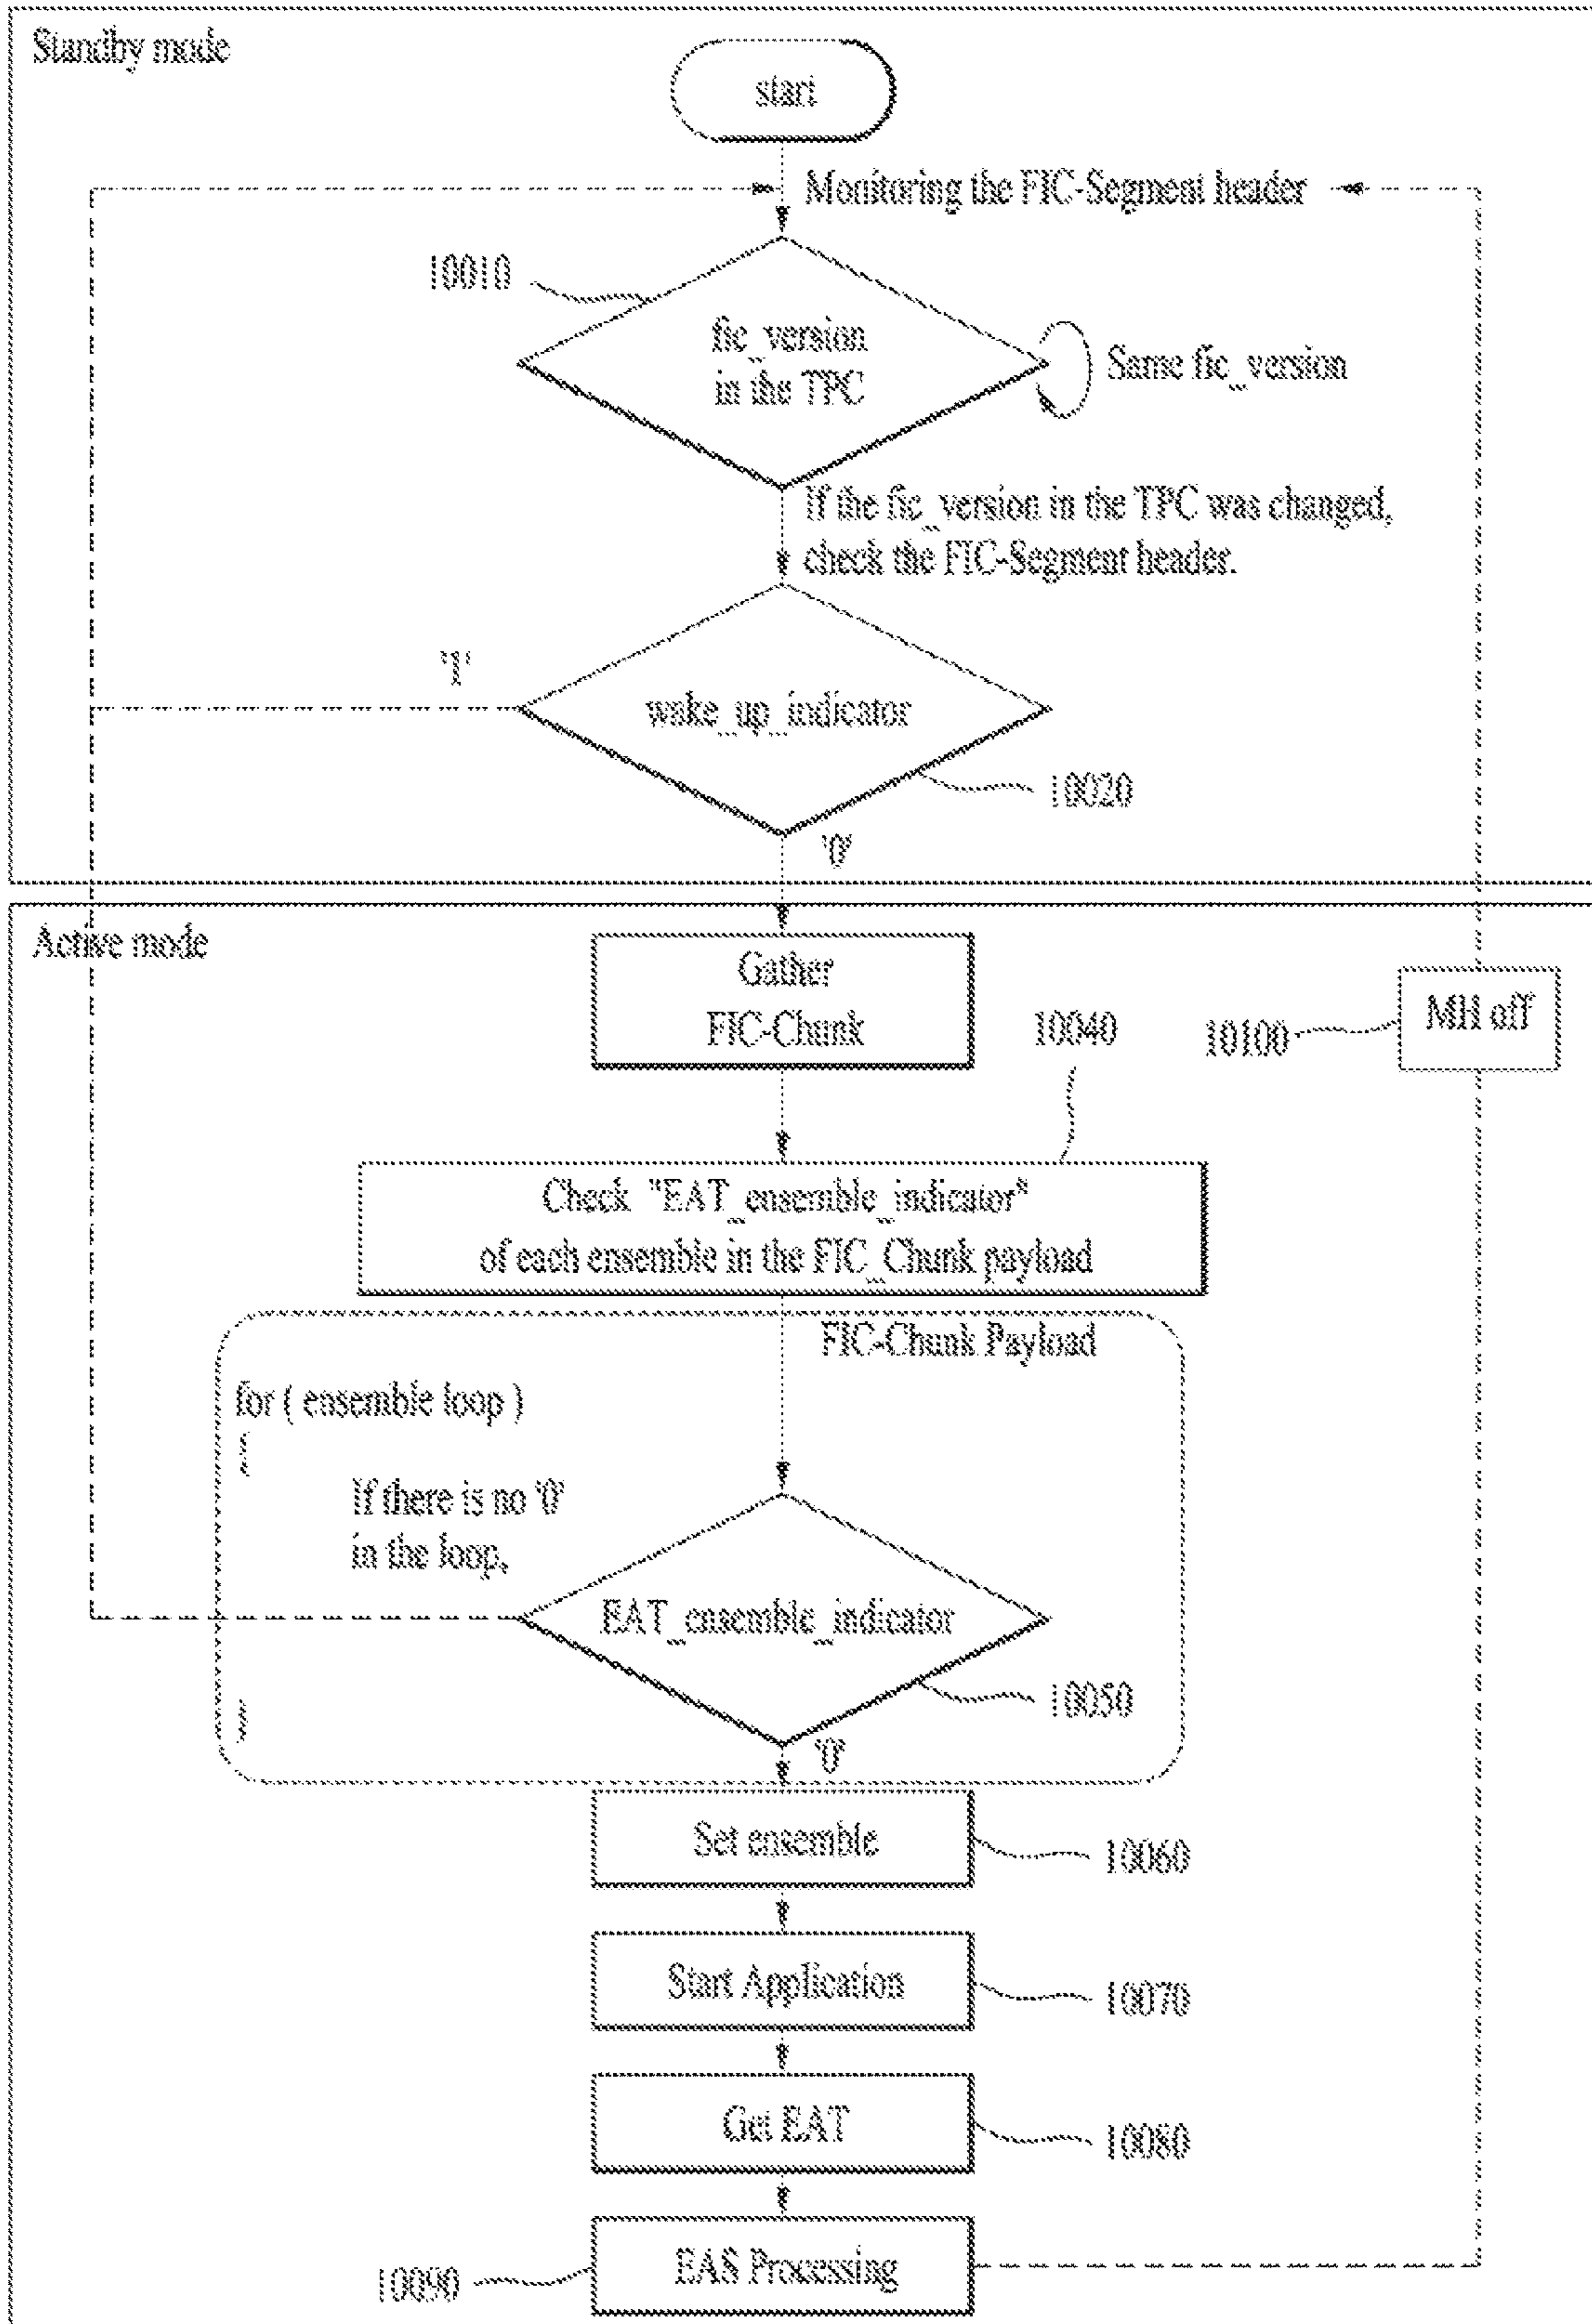 Standby mode
start
Monitoring the FIC-Segment header
10010
fic_version
in the TPC
Same fic_version
If the fic_version in the TPC was changed,
check the FIC-Segment header.
'1'
wake_up_indicator
10020
'0'
Active mode
Gather
FIC-Chunk
10040
10100
MH off
Check "EAT_ensemble_indicator"
of each ensemble in the FIC_Chunk payload
FIC-Chunk Payload
for ( ensemble loop )
{
If there is no '0'
in the loop,
EAT_ensemble_indicator
10050
}
'0'
Set ensemble
10060
Start Application
10070
Get EAT
10080
EAS Processing
10090